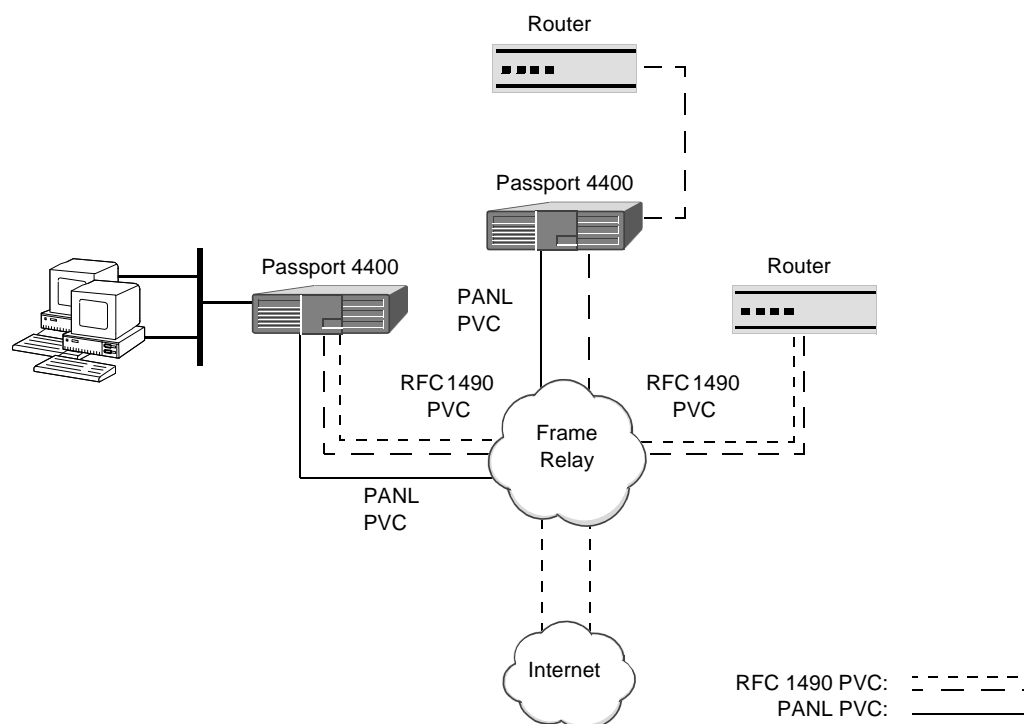 Router
Passport 4400
Passport 4400
Router
PANL
PVC
RFC 1490
PVC
RFC 1490
PVC
Frame
Relay
PANL
PVC
Internet
RFC 1490 PVC:
PANL PVC: